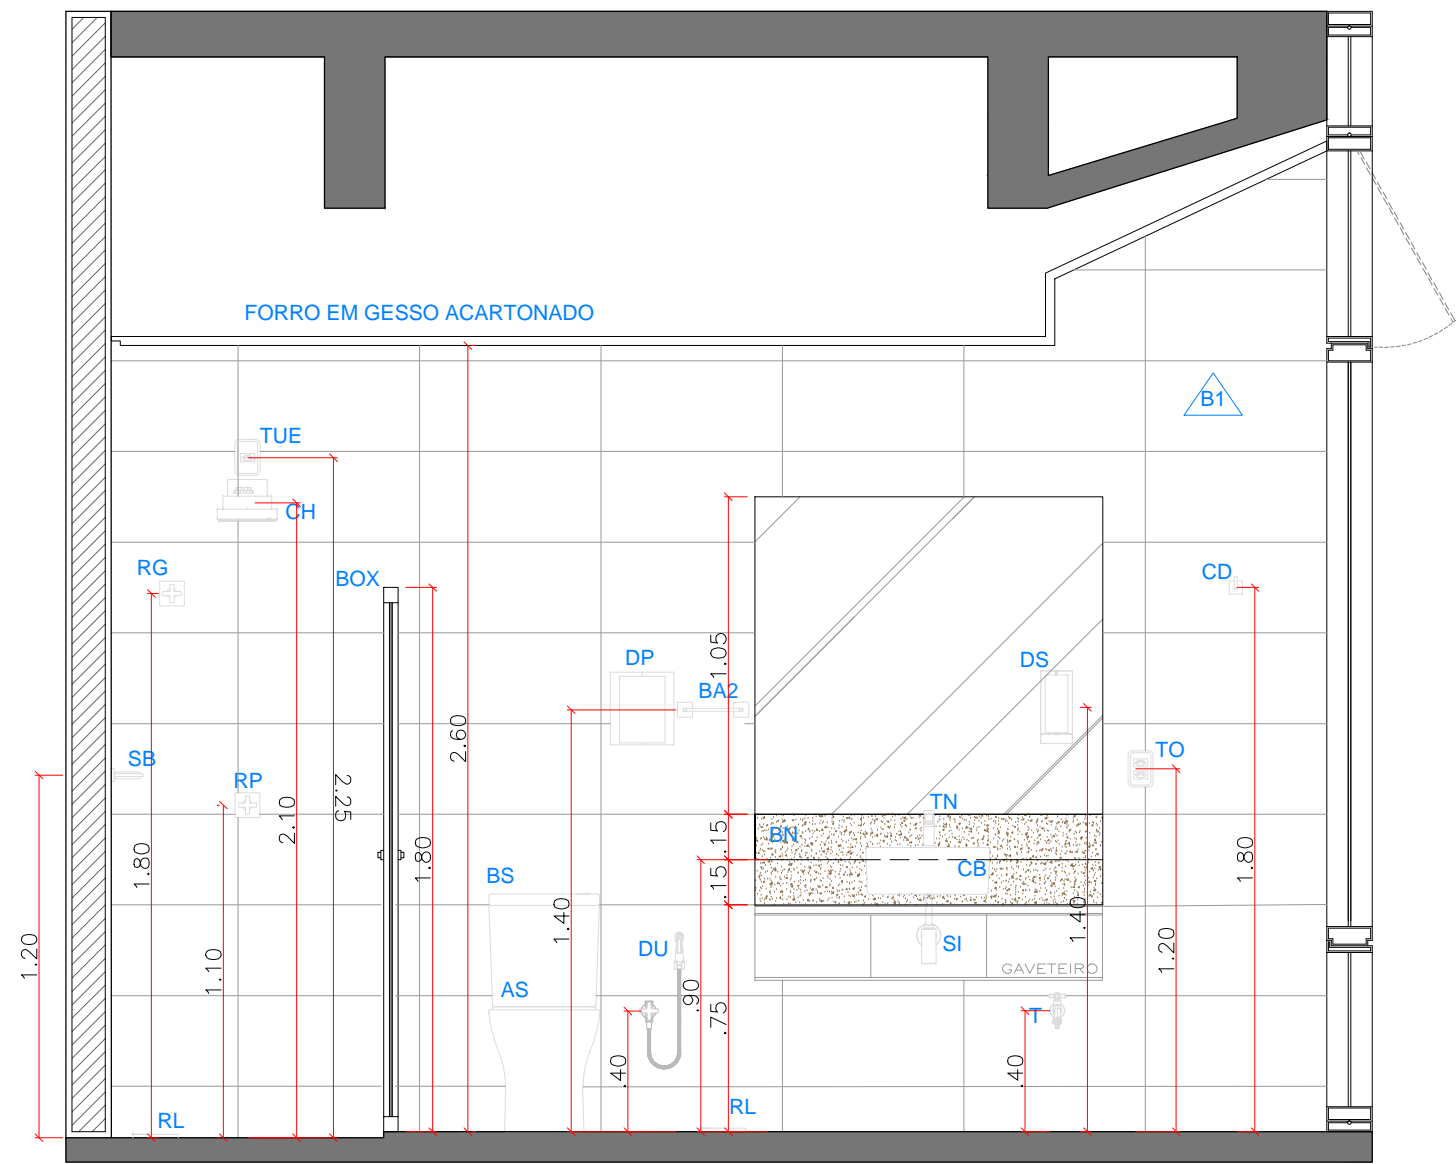 FORRO EM GESSO ACARTONADO
B1
TUE
CH
RG
BOX
CD
DP
DS
BA2
1.05
2.60
SB
RP
TO
2.25
TN
2.10
BN
.15
1.80
1.80
1.80
BS
CB
.15
1.40
1.40
DU
SI
1.20
1.20
1.10
GAVETEIRO
AS
.90
.75
T
.40
.40
RL
RL